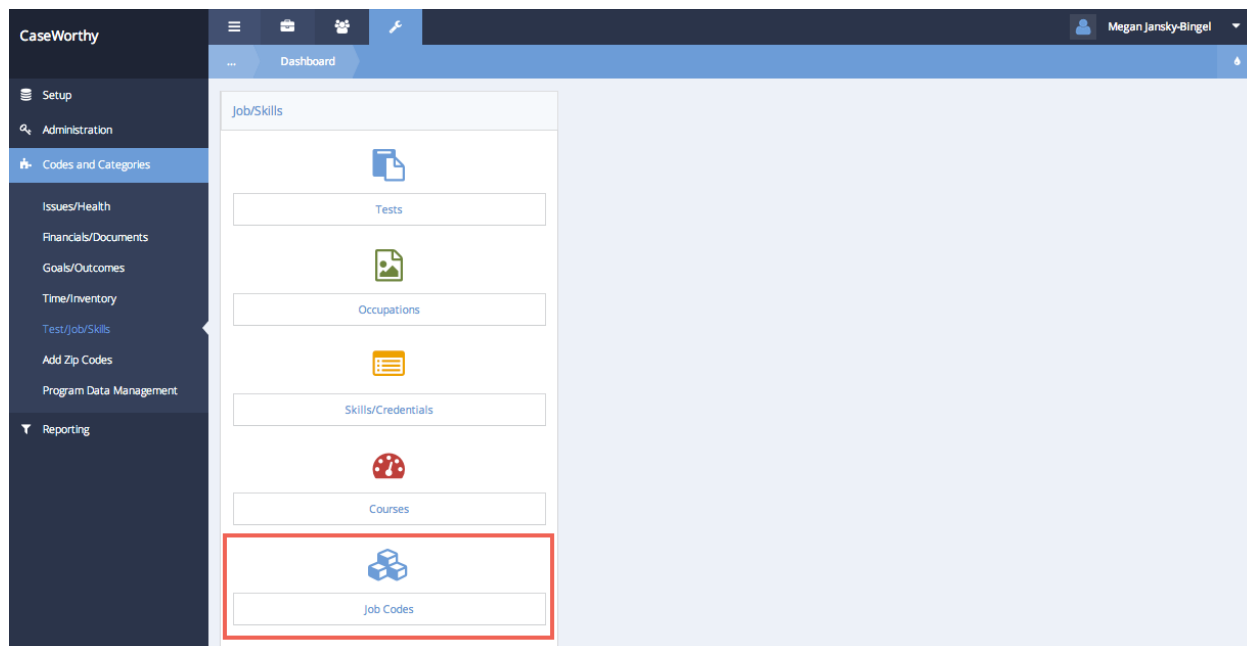 CaseWorthy
Megan Jansky-Bingel
... Dashboard
Setup
Administration
Codes and Categories
Issues/Health
Financials/Documents
Goals/Outcomes
Time/Inventory
Test/Job/Skills
Add Zip Codes
Program Data Management
Reporting
Job/Skills
Tests
Occupations
Skills/Credentials
Courses
Job Codes